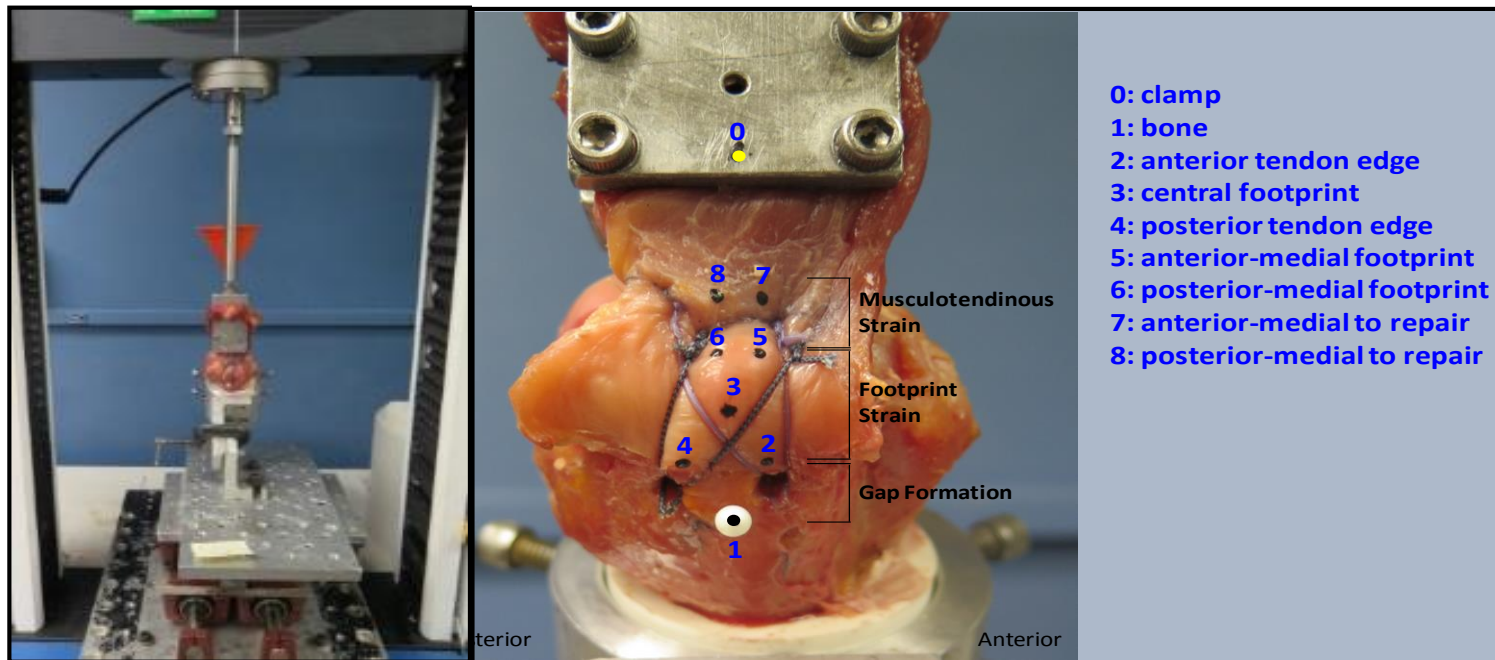 0
8
7
6
5
3
4
2
1
Musculotendinous
Strain
Footprint
Strain
Gap Formation
terior
Anterior
0: clamp
1: bone
2: anterior tendon edge
3: central footprint
4: posterior tendon edge
5: anterior-medial footprint
6: posterior-medial footprint
7: anterior-medial to repair
8: posterior-medial to repair